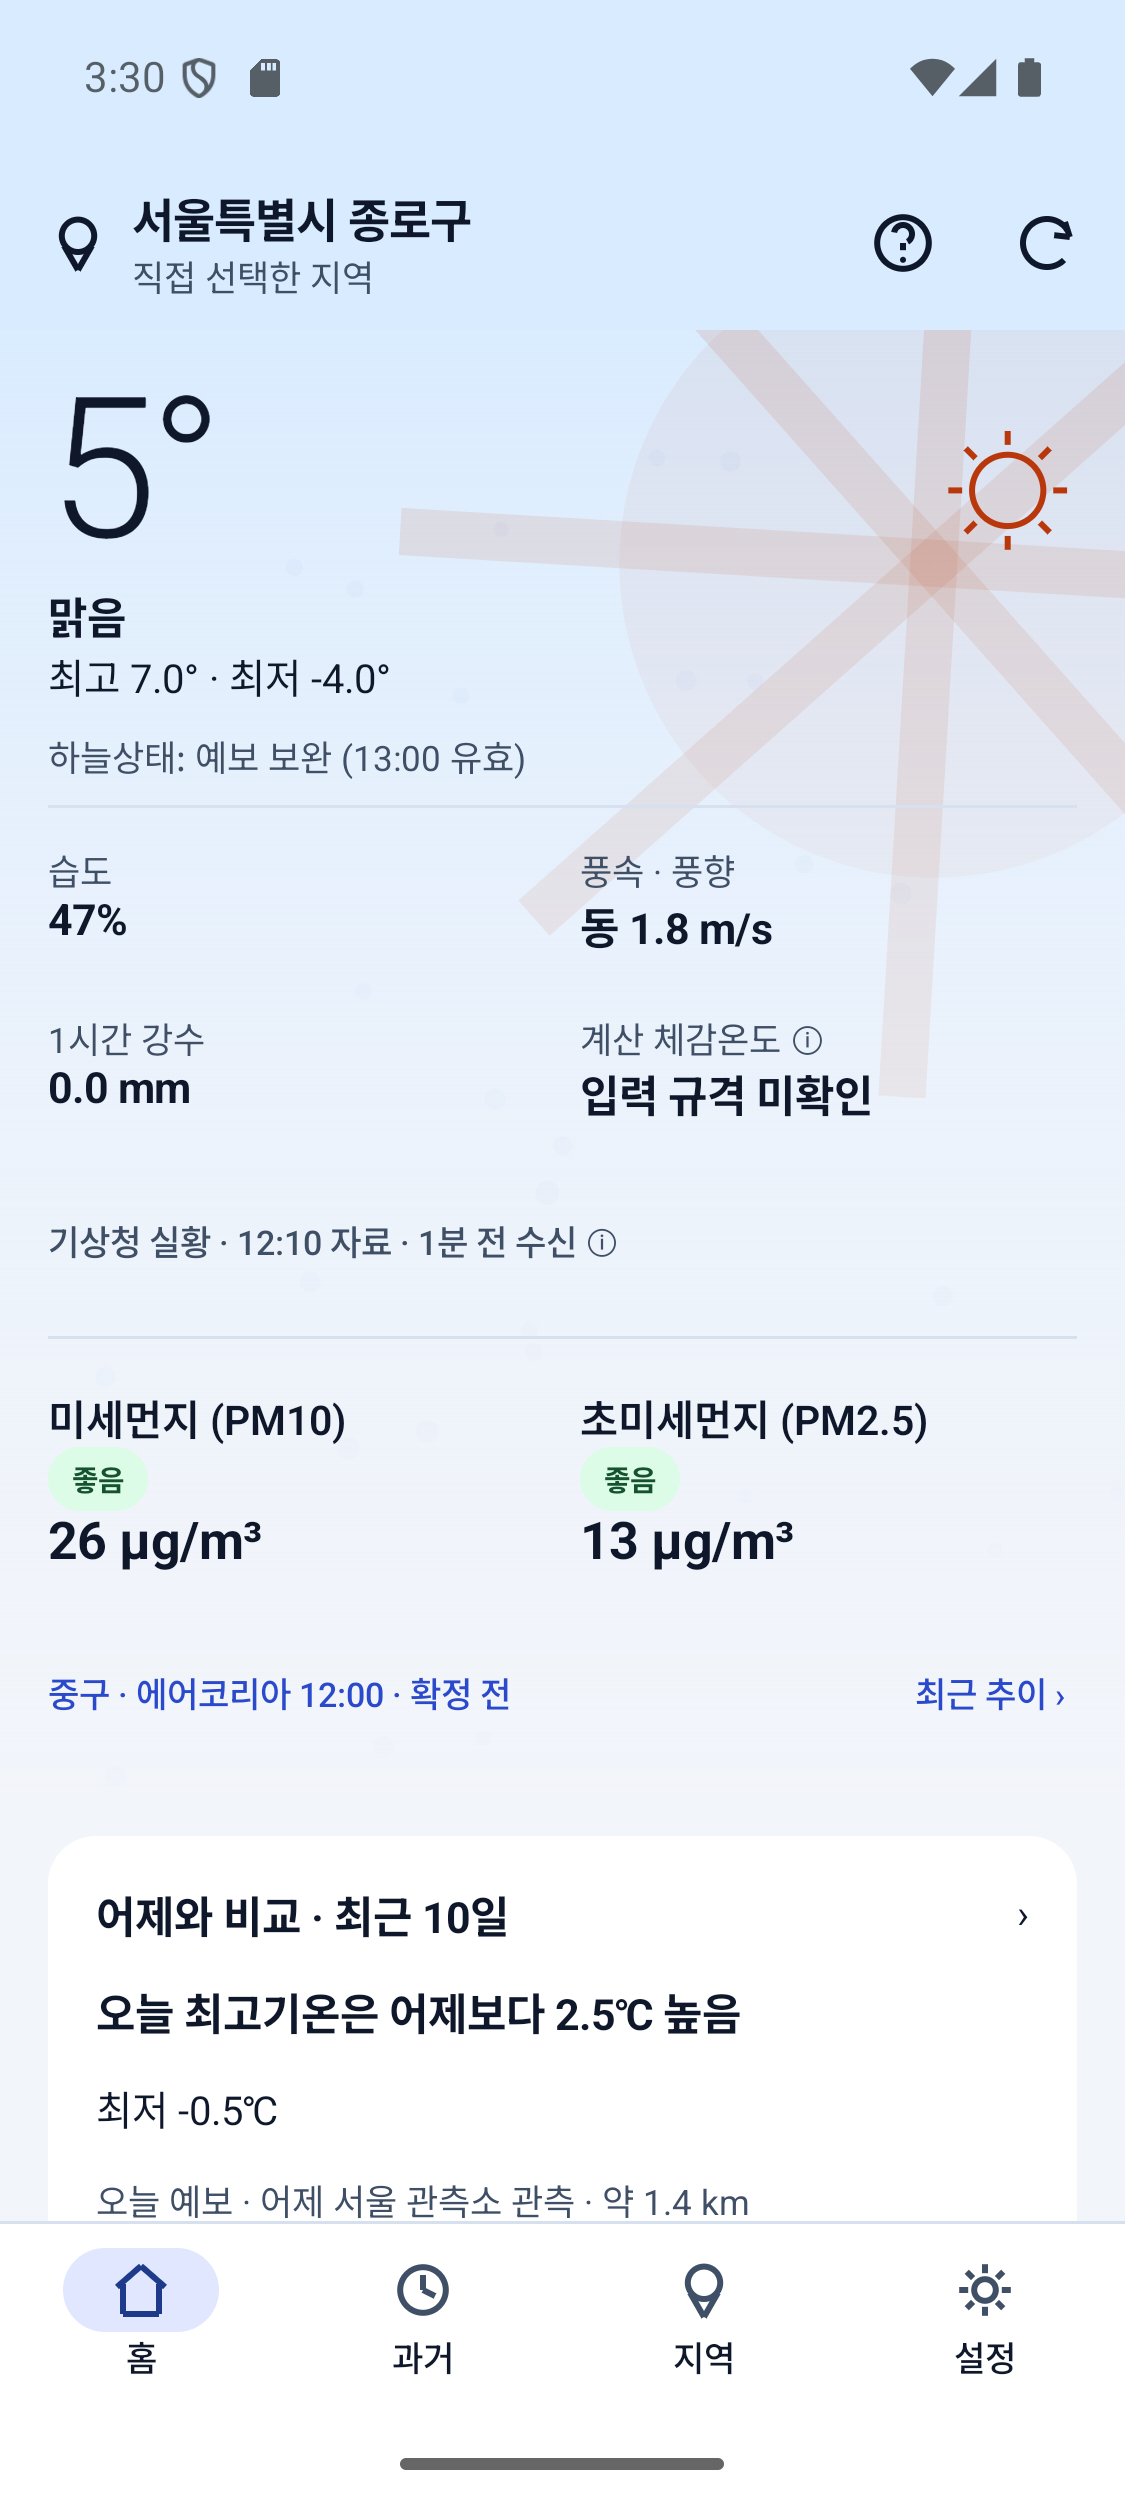 3:30
서울특별시 종로구
직접 선택한 지역
5°
맑음
최고 7.0° · 최저 -4.0°
하늘상태: 예보 보완 (13:00 유효)
습도
47%
풍속 · 풍향
동 1.8 m/s
1시간 강수
0.0 mm
계산 체감온도 ⓘ
입력 규격 미확인
기상청 실황 · 12:10 자료 · 1분 전 수신 ⓘ
미세먼지 (PM10)
좋음
26 µg/m³
초미세먼지 (PM2.5)
좋음
13 µg/m³
중구 · 에어코리아 12:00 · 확정 전
최근 추이 ›
어제와 비교 · 최근 10일 ›
오늘 최고기온은 어제보다 2.5℃ 높음
최저 -0.5℃
오늘 예보 · 어제 서울 관측소 관측 · 약 1.4 km
홈
과거
지역
설정